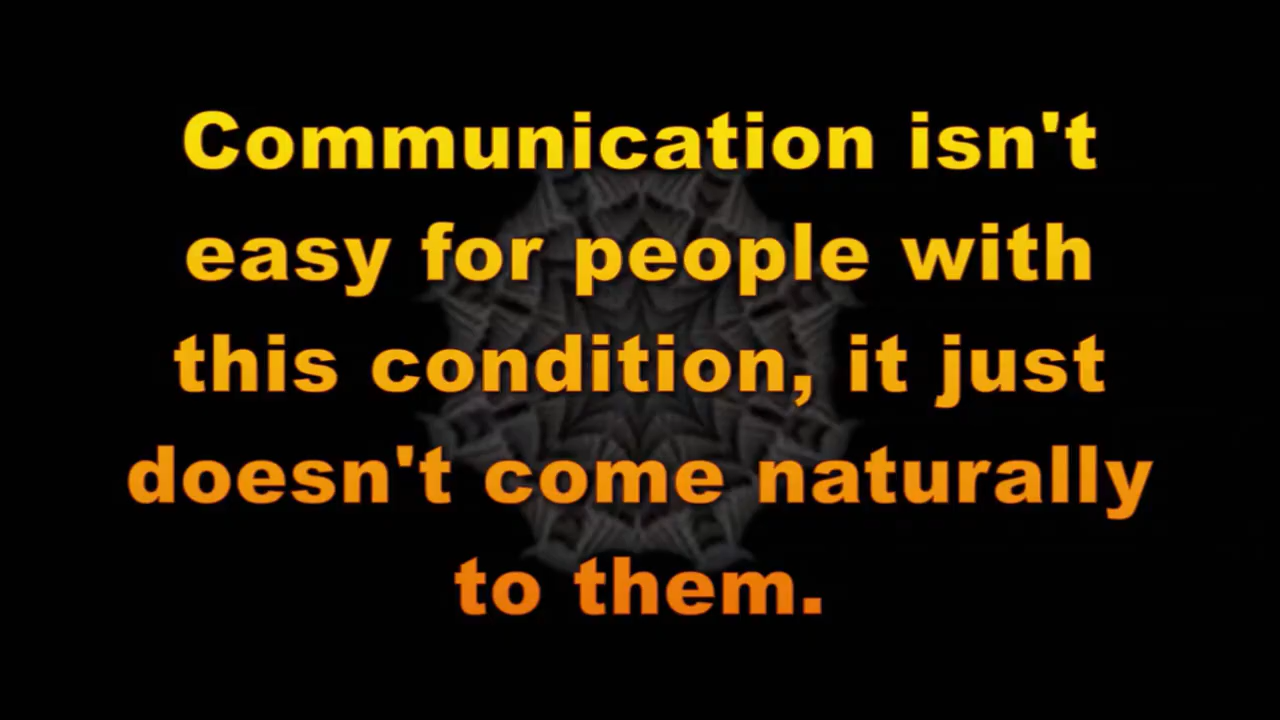 Communication isn't
easy for people with
this condition, it just
doesn't come naturally
to them.